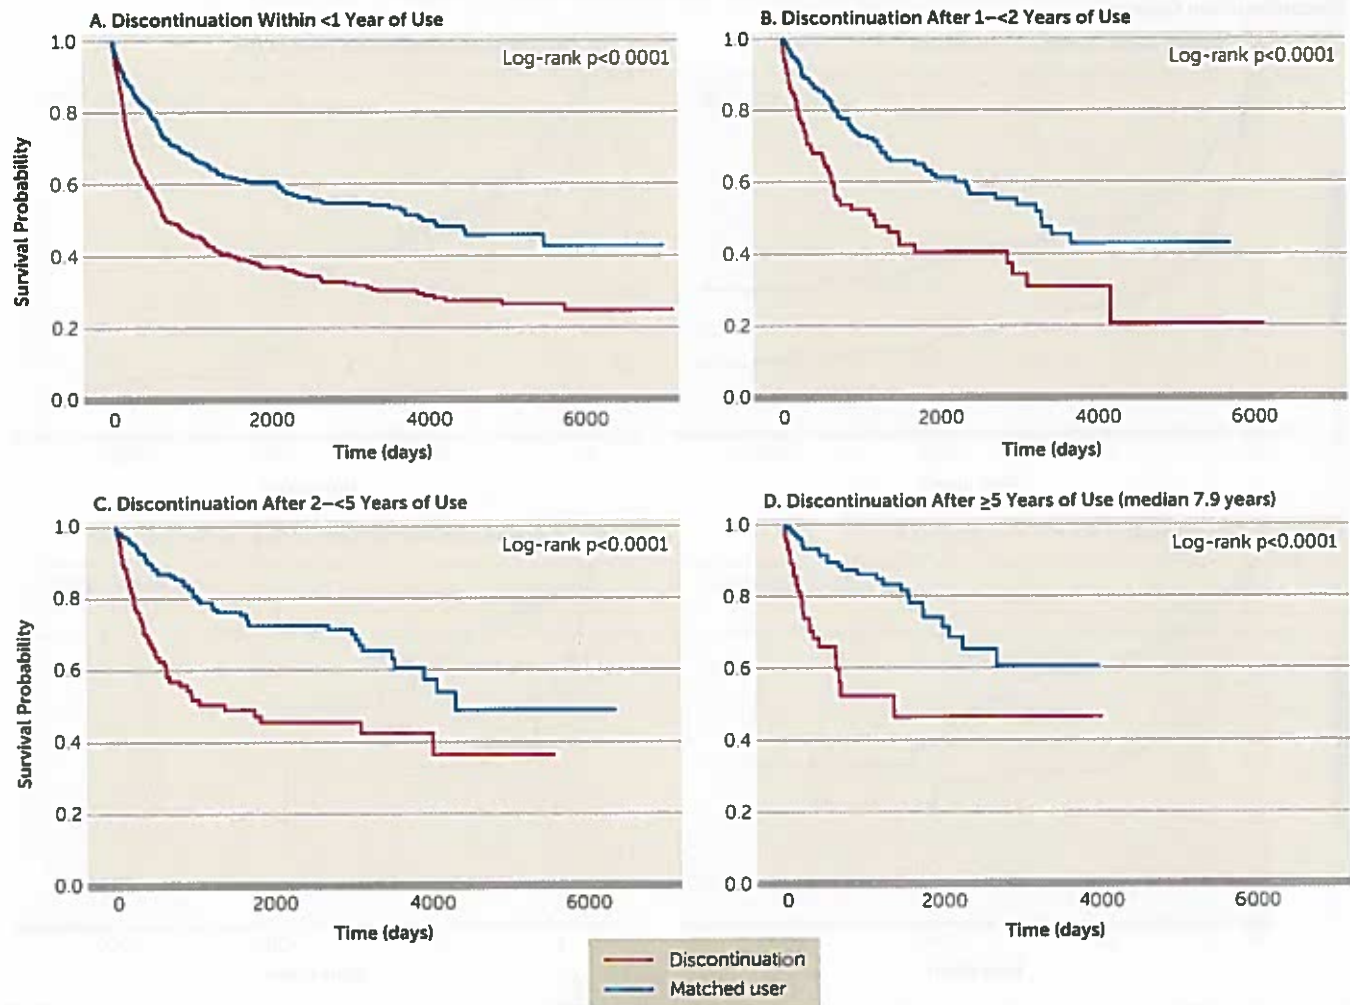 A. Discontinuation Within <1 Year of Use
Log-rank p<0.0001
Survival Probability
1.0
0.8
0.6
0.4
0.2
0.0
0 2000 4000 6000
Time (days)
B. Discontinuation After 1–<2 Years of Use
Log-rank p<0.0001
1.0
0.8
0.6
0.4
0.2
0.0
0 2000 4000 6000
Time (days)
C. Discontinuation After 2–<5 Years of Use
Log-rank p<0.0001
Survival Probability
1.0
0.8
0.6
0.4
0.2
0.0
0 2000 4000 6000
Time (days)
D. Discontinuation After ≥5 Years of Use (median 7.9 years)
Log-rank p<0.0001
1.0
0.8
0.6
0.4
0.2
0.0
0 2000 4000 6000
Time (days)
Discontinuation
Matched user